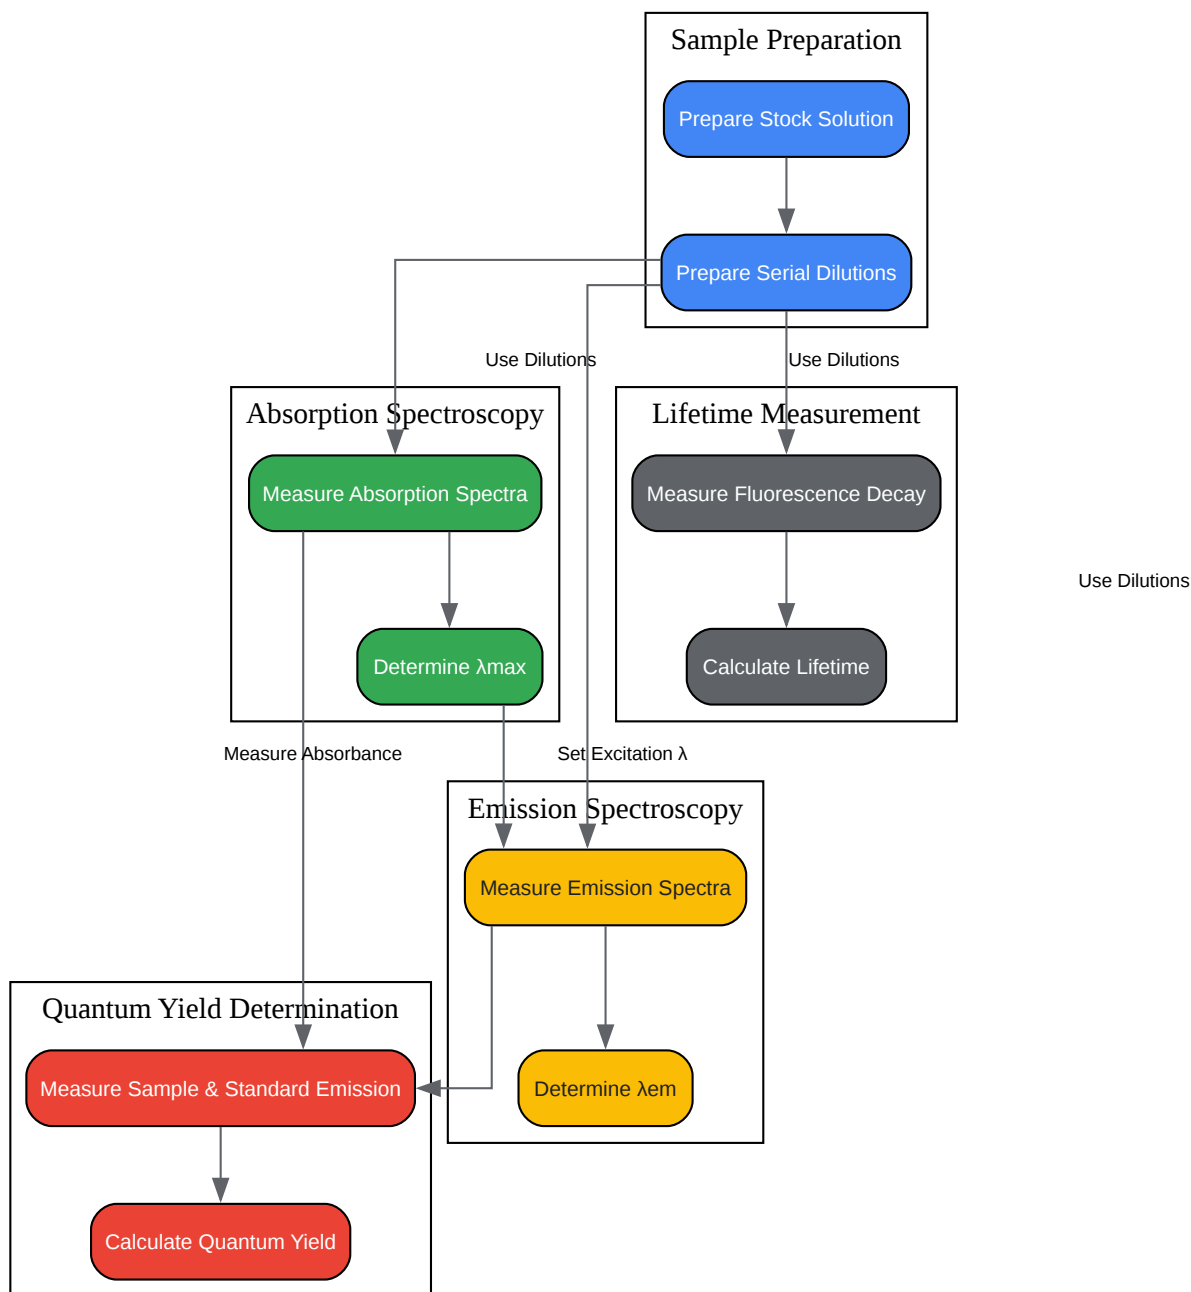 Sample Preparation
Prepare Stock Solution
Prepare Serial Dilutions
Use Dilutions
Use Dilutions
Absorption Spectroscopy
Lifetime Measurement
Measure Absorption Spectra
Measure Fluorescence Decay
Use Dilutions
Determine λmax
Calculate Lifetime
Measure Absorbance
Set Excitation λ
Emission Spectroscopy
Measure Emission Spectra
Quantum Yield Determination
Measure Sample & Standard Emission
Determine λem
Calculate Quantum Yield